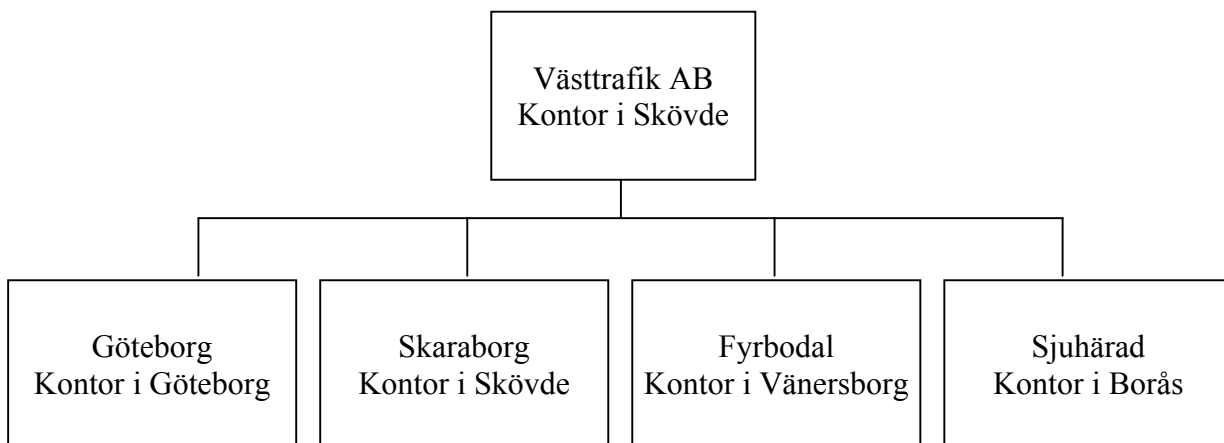 Västtrafik AB
Kontor i Skövde
Göteborg
Kontor i Göteborg
Skaraborg
Kontor i Skövde
Fyrbodal
Kontor i Vänersborg
Sjuhärad
Kontor i Borås